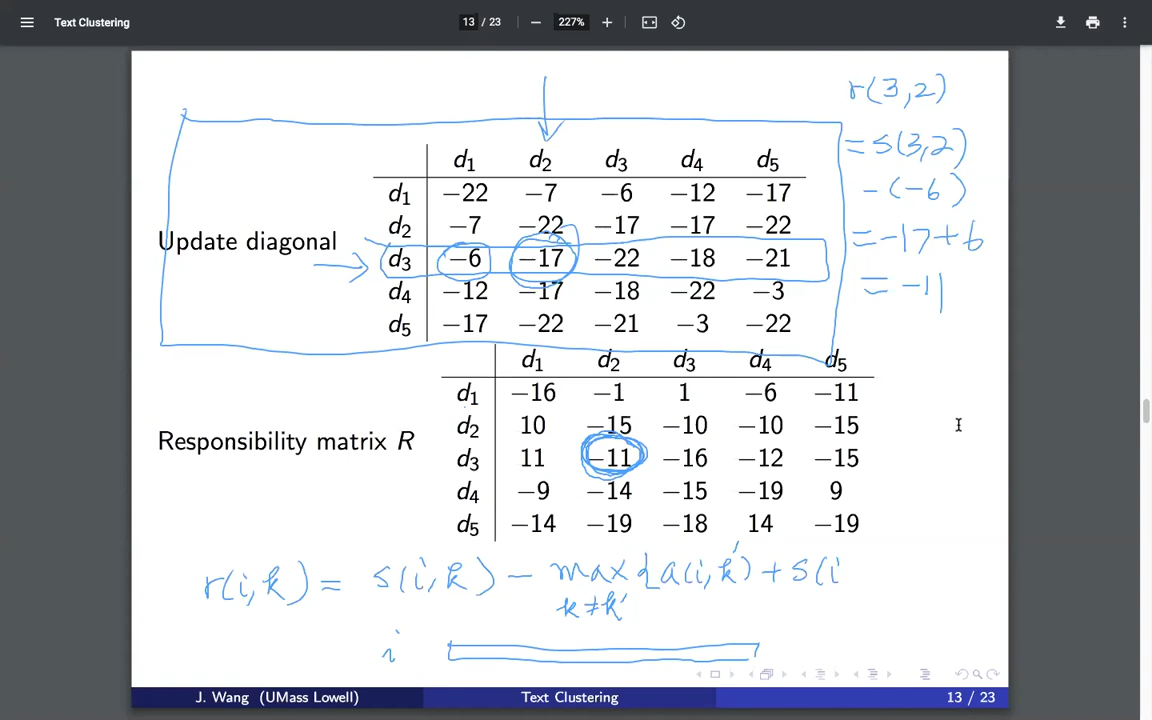 Text Clustering
13 / 23
227%
r(3,2)
= s(3,2)
- (-6)
= -17+6
= -11
d1 d2 d3 d4 d5
d1 −22 −7 −6 −12 −17
d2 −7 −22 −17 −17 −22
Update diagonal
d3 −6 −17 −22 −18 −21
d4 −12 −17 −18 −22 −3
d5 −17 −22 −21 −3 −22
d1 d2 d3 d4 d5
d1 −16 −1 1 −6 −11
d2 10 −15 −10 −10 −15
Responsibility matrix R
d3 11 −11 −16 −12 −15
d4 −9 −14 −15 −19 9
d5 −14 −19 −18 14 −19
r(i,k) = s(i,k) - max {a(i,k') + s(i
k≠k'
i
J. Wang (UMass Lowell) Text Clustering 13 / 23